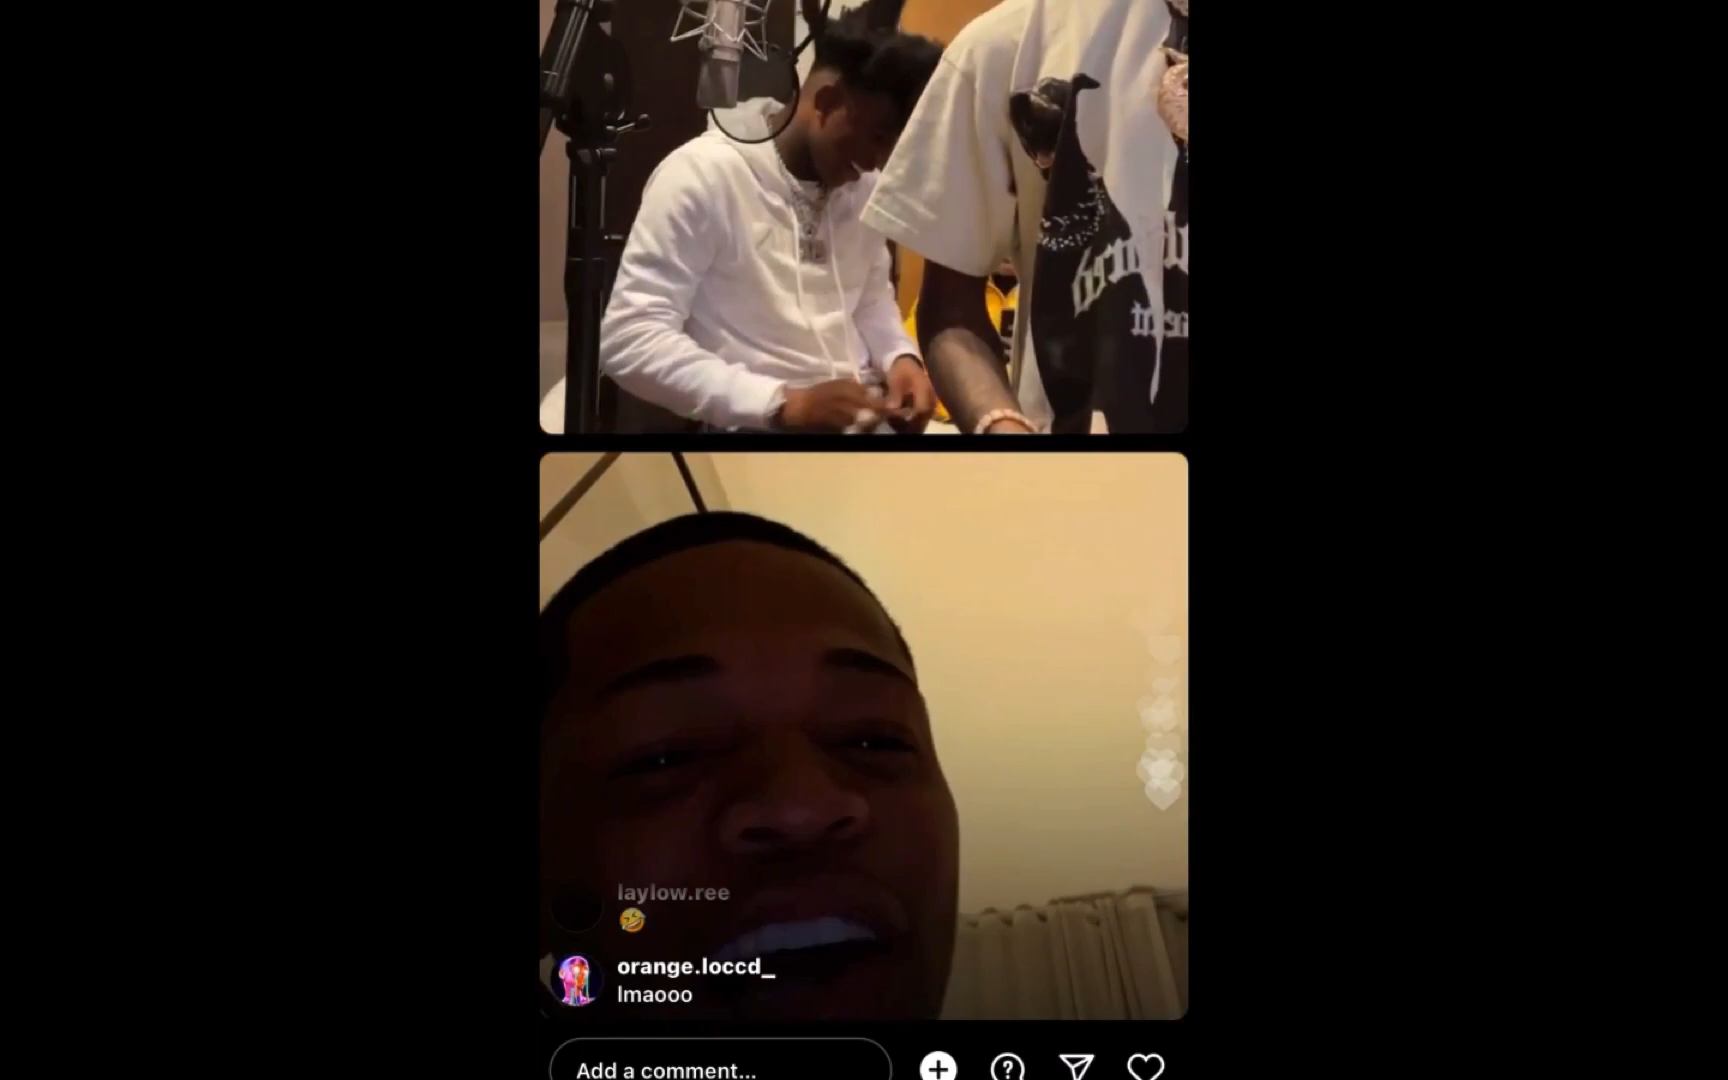 laylow.ree
🤣
orange.loccd_
lmaooo
Add a comment...